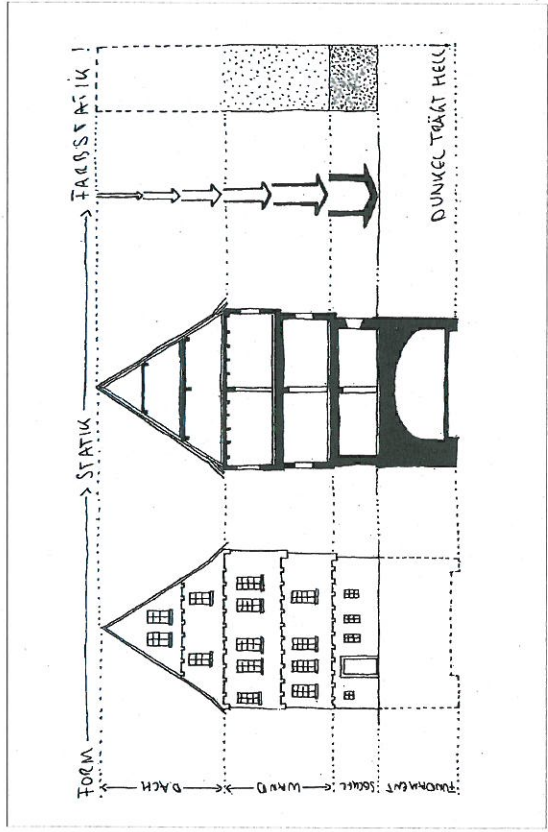 FORM → STATIK → FARBSTATIK !
DACH
WAND
SOCKEL
FUNDAMENT
DUNKEL TRÄGT HELL!